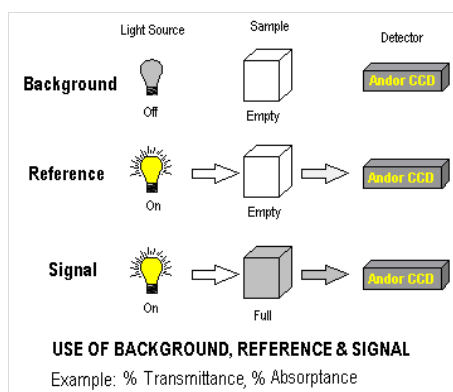 Light Source Sample Detector
Background Andor CCD
Off Empty
Reference Andor CCD
On Empty
Signal Andor CCD
On Full
USE OF BACKGROUND, REFERENCE & SIGNAL
Example: % Transmittance, % Absorptance